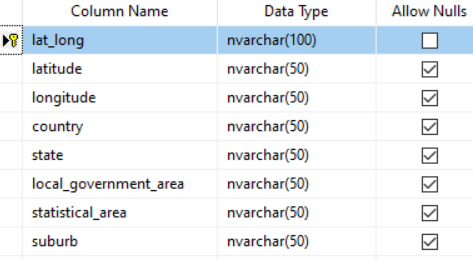 Column Name Data Type Allow Nulls
lat_long nvarchar(100)
latitude nvarchar(50)
longitude nvarchar(50)
country nvarchar(50)
state nvarchar(50)
local_government_area nvarchar(50)
statistical_area nvarchar(50)
suburb nvarchar(50)